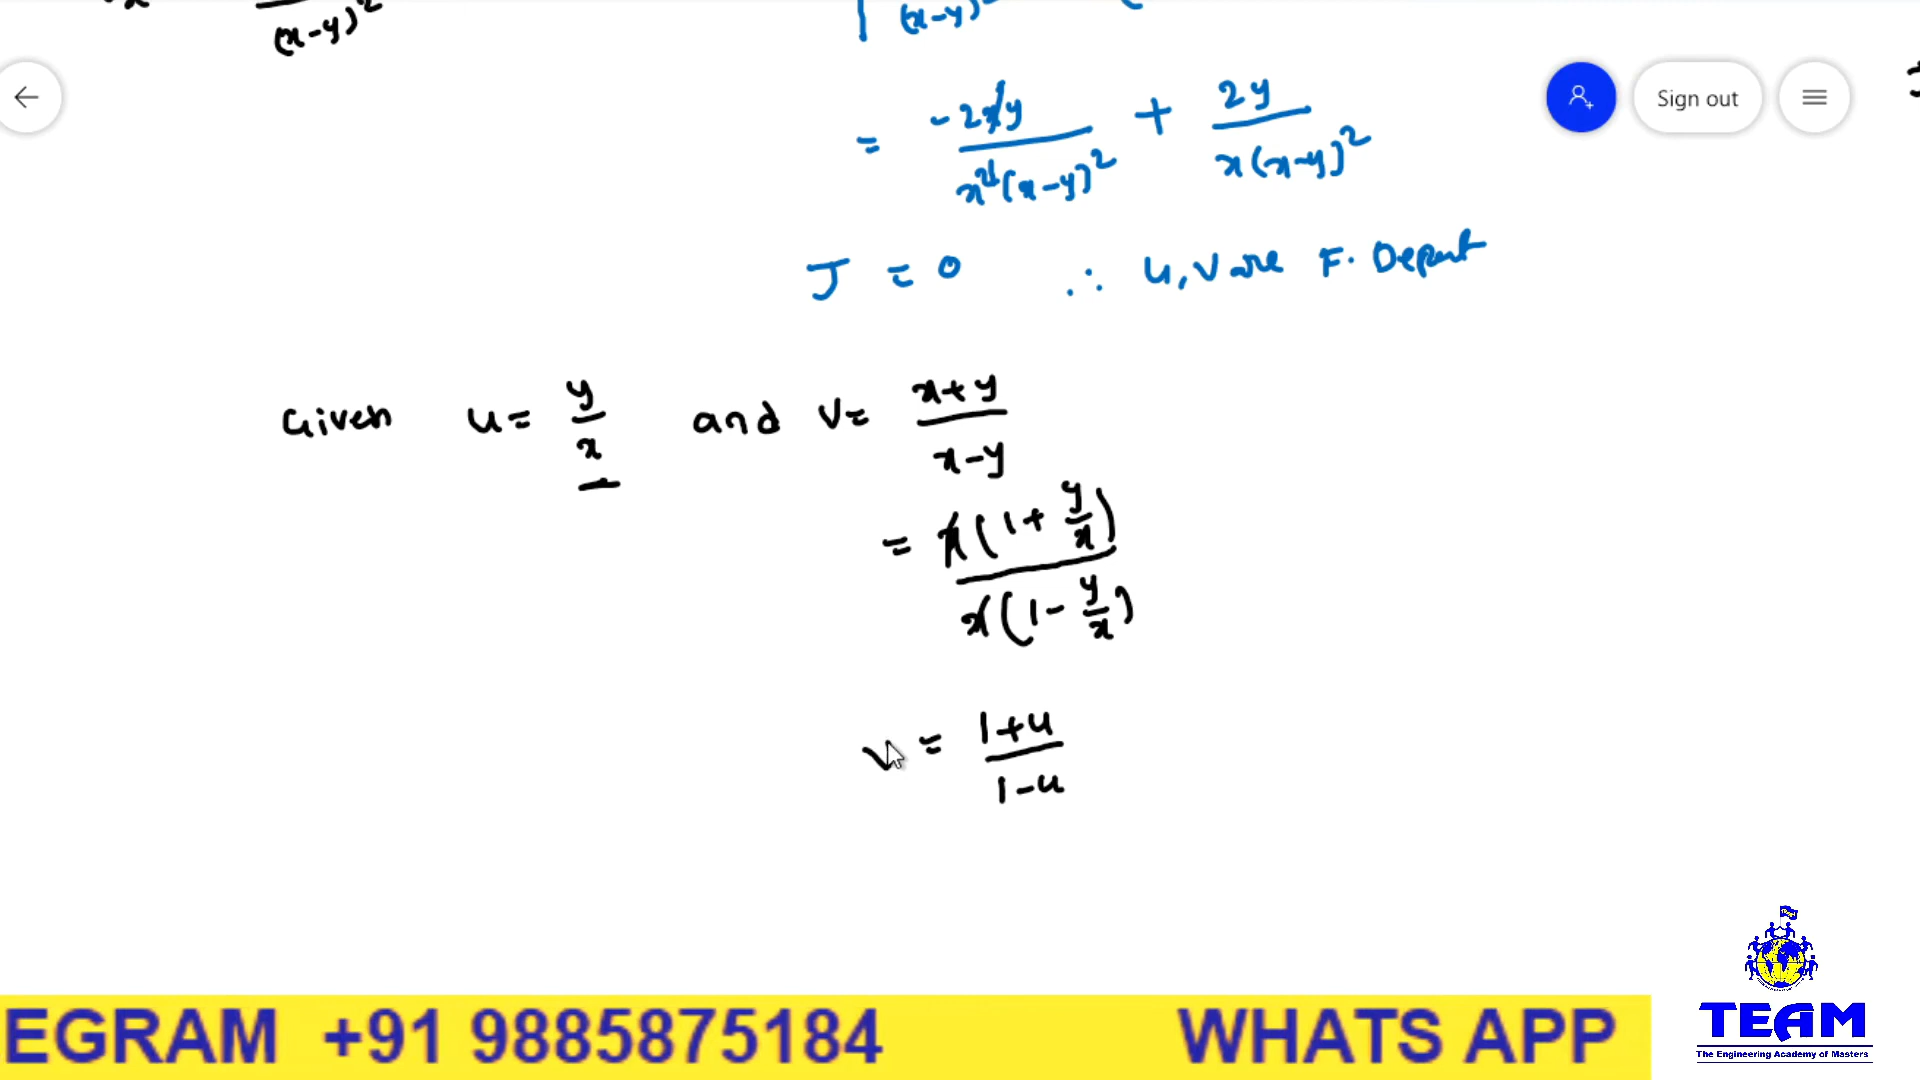 (x-y)²
(x-y)²
= -2xy / x²(x-y)² + 2y / x(x-y)²
Sign out
J = 0 ∴ u, v are F. Depent
Given u = y/x and v = x+y / x-y
= x(1 + y/x) / x(1 - y/x)
v = 1+u / 1-u
EGRAM +91 9885875184 WHATS APP
TEAM
The Engineering Academy of Masters